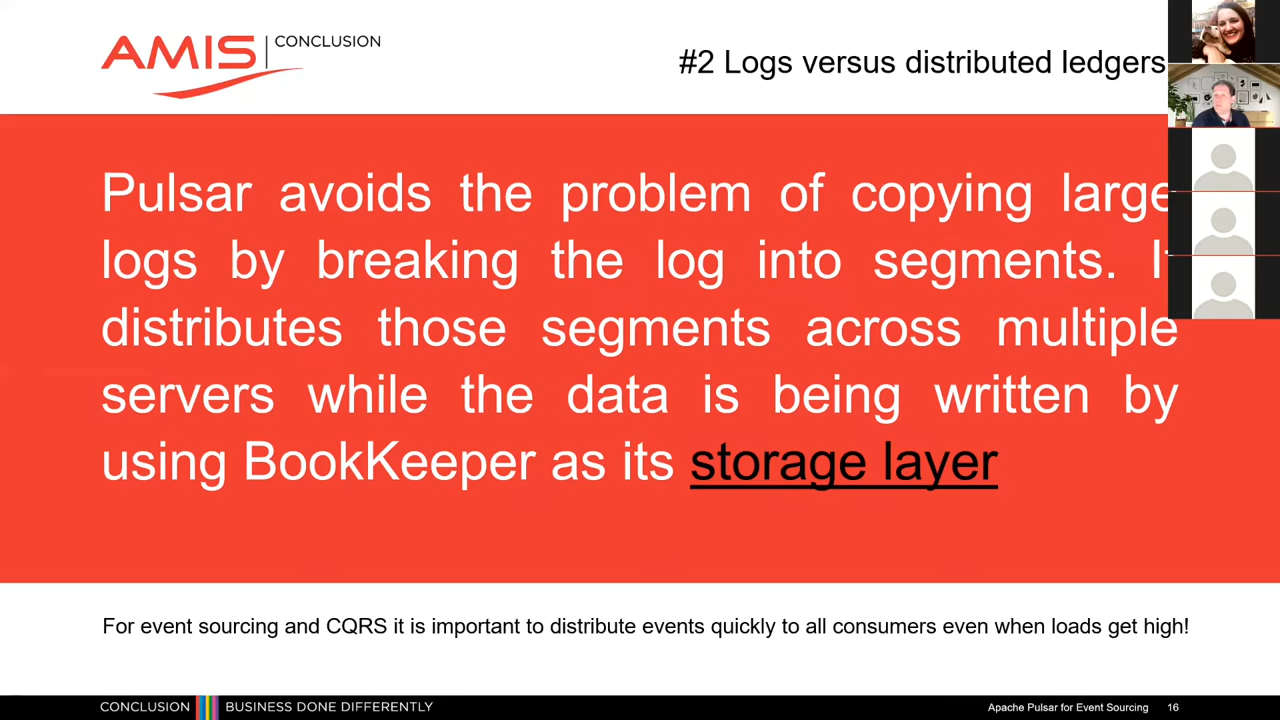 AMIS CONCLUSION
#2 Logs versus distributed ledgers
Pulsar avoids the problem of copying large
logs by breaking the log into segments. It
distributes those segments across multiple
servers while the data is being written by
using BookKeeper as its storage layer
For event sourcing and CQRS it is important to distribute events quickly to all consumers even when loads get high!
CONCLUSION BUSINESS DONE DIFFERENTLY
Apache Pulsar for Event Sourcing 16